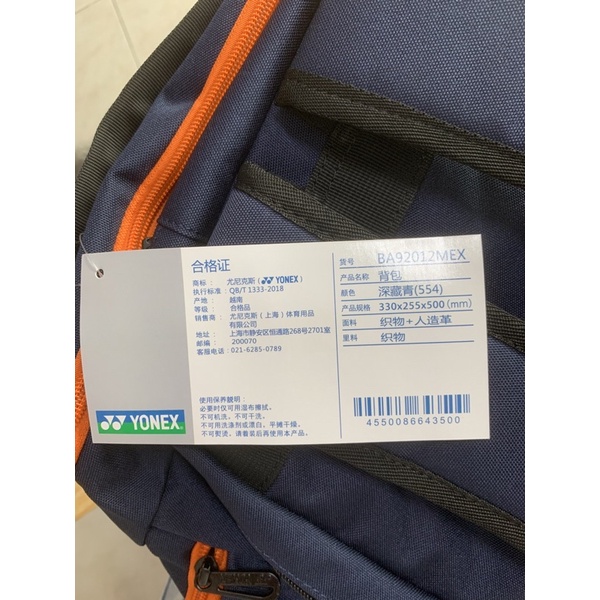 合格证
商标： 尤尼克斯（YONEX）
执行标准： QB/T 1333-2018
产地： 越南
等级： 合格品
销售商： 尤尼克斯（上海）体育用品
有限公司
地址： 上海市静安区恒通路268号2701室
邮编： 200070
客服电话： 021-6285-0789
使用保养说明：
必要时仅可用湿布擦拭。
不可机洗，不可干洗。
不可用洗涤剂或漂白，平摊干燥。
不可熨烫，请勿暴晒后再使用本产品。
YONEX
货号 BA92012MEX
产品名称 背包
颜色 深藏青(554)
产品规格 330x255x500(mm)
面料 织物+人造革
里料 织物
4550086643500